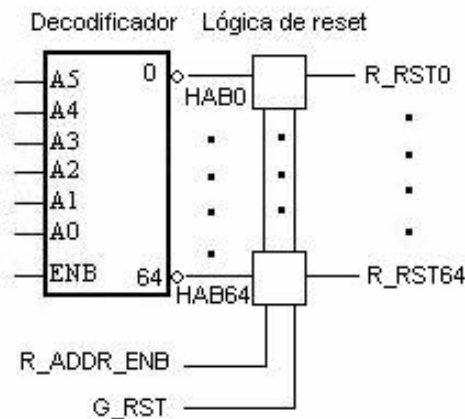 Decodificador Lógica de reset
A5 0 R_RST0
HAB0
A4
A3
A2
A1
A0
ENB 64 R_RST64
HAB64
R_ADDR_ENB
G_RST